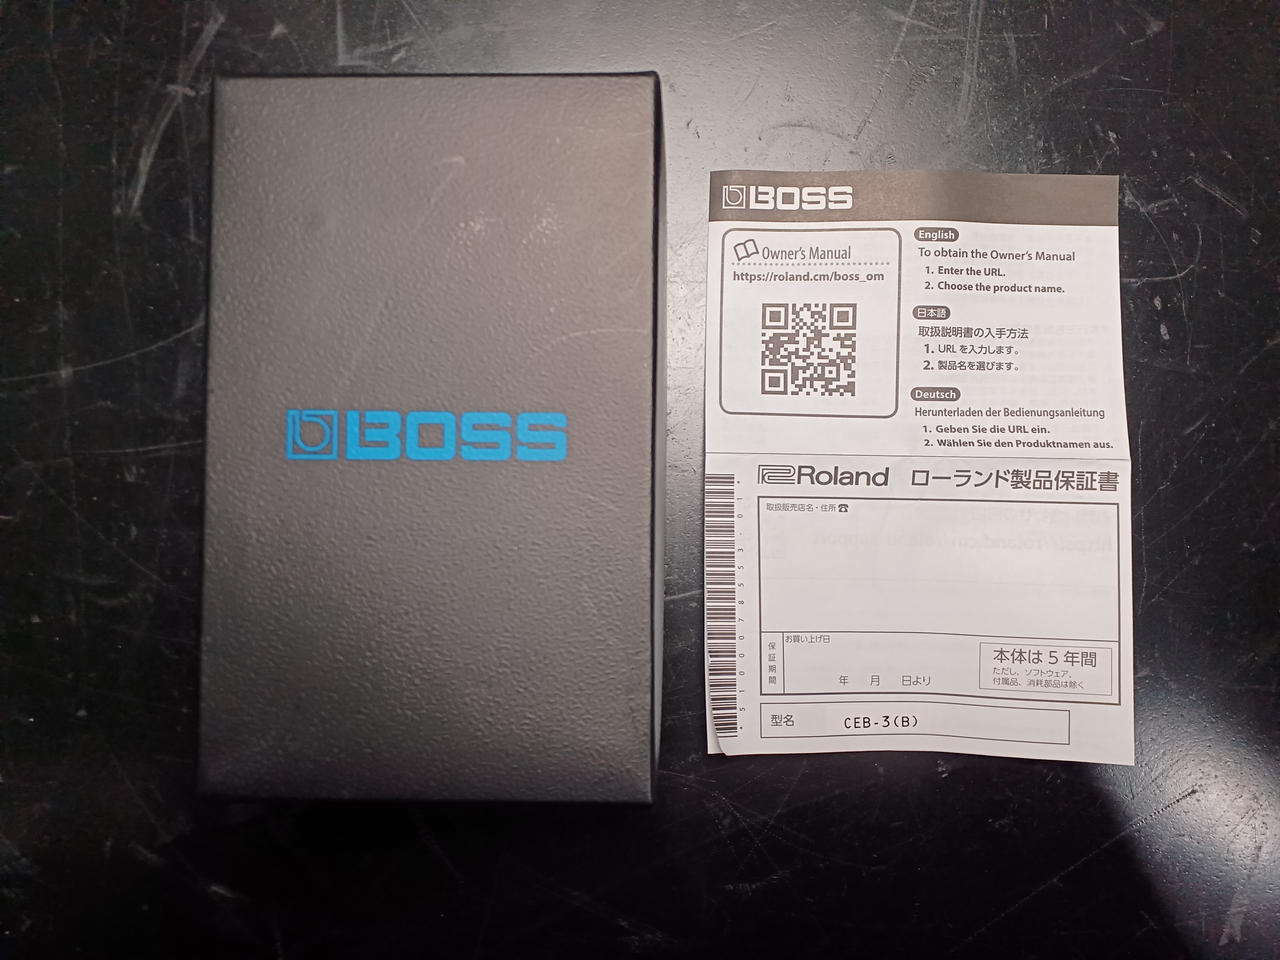 BOSS
BOSS
Owner's Manual
https://roland.cm/boss_om
English
To obtain the Owner's Manual
1. Enter the URL.
2. Choose the product name.
日本語
取扱説明書の入手方法
1. URL を入力します。
2. 製品名を選びます。
Deutsch
Herunterladen der Bedienungsanleitung
1. Geben Sie die URL ein.
2. Wählen Sie den Produktnamen aus.
Roland ローランド製品保証書
取扱販売店名・住所 ☎
保証期間
お買い上げ日
年 月 日より
本体は 5 年間
ただし、ソフトウェア、
付属品、消耗部品は除く
型名 CEB-3(B)